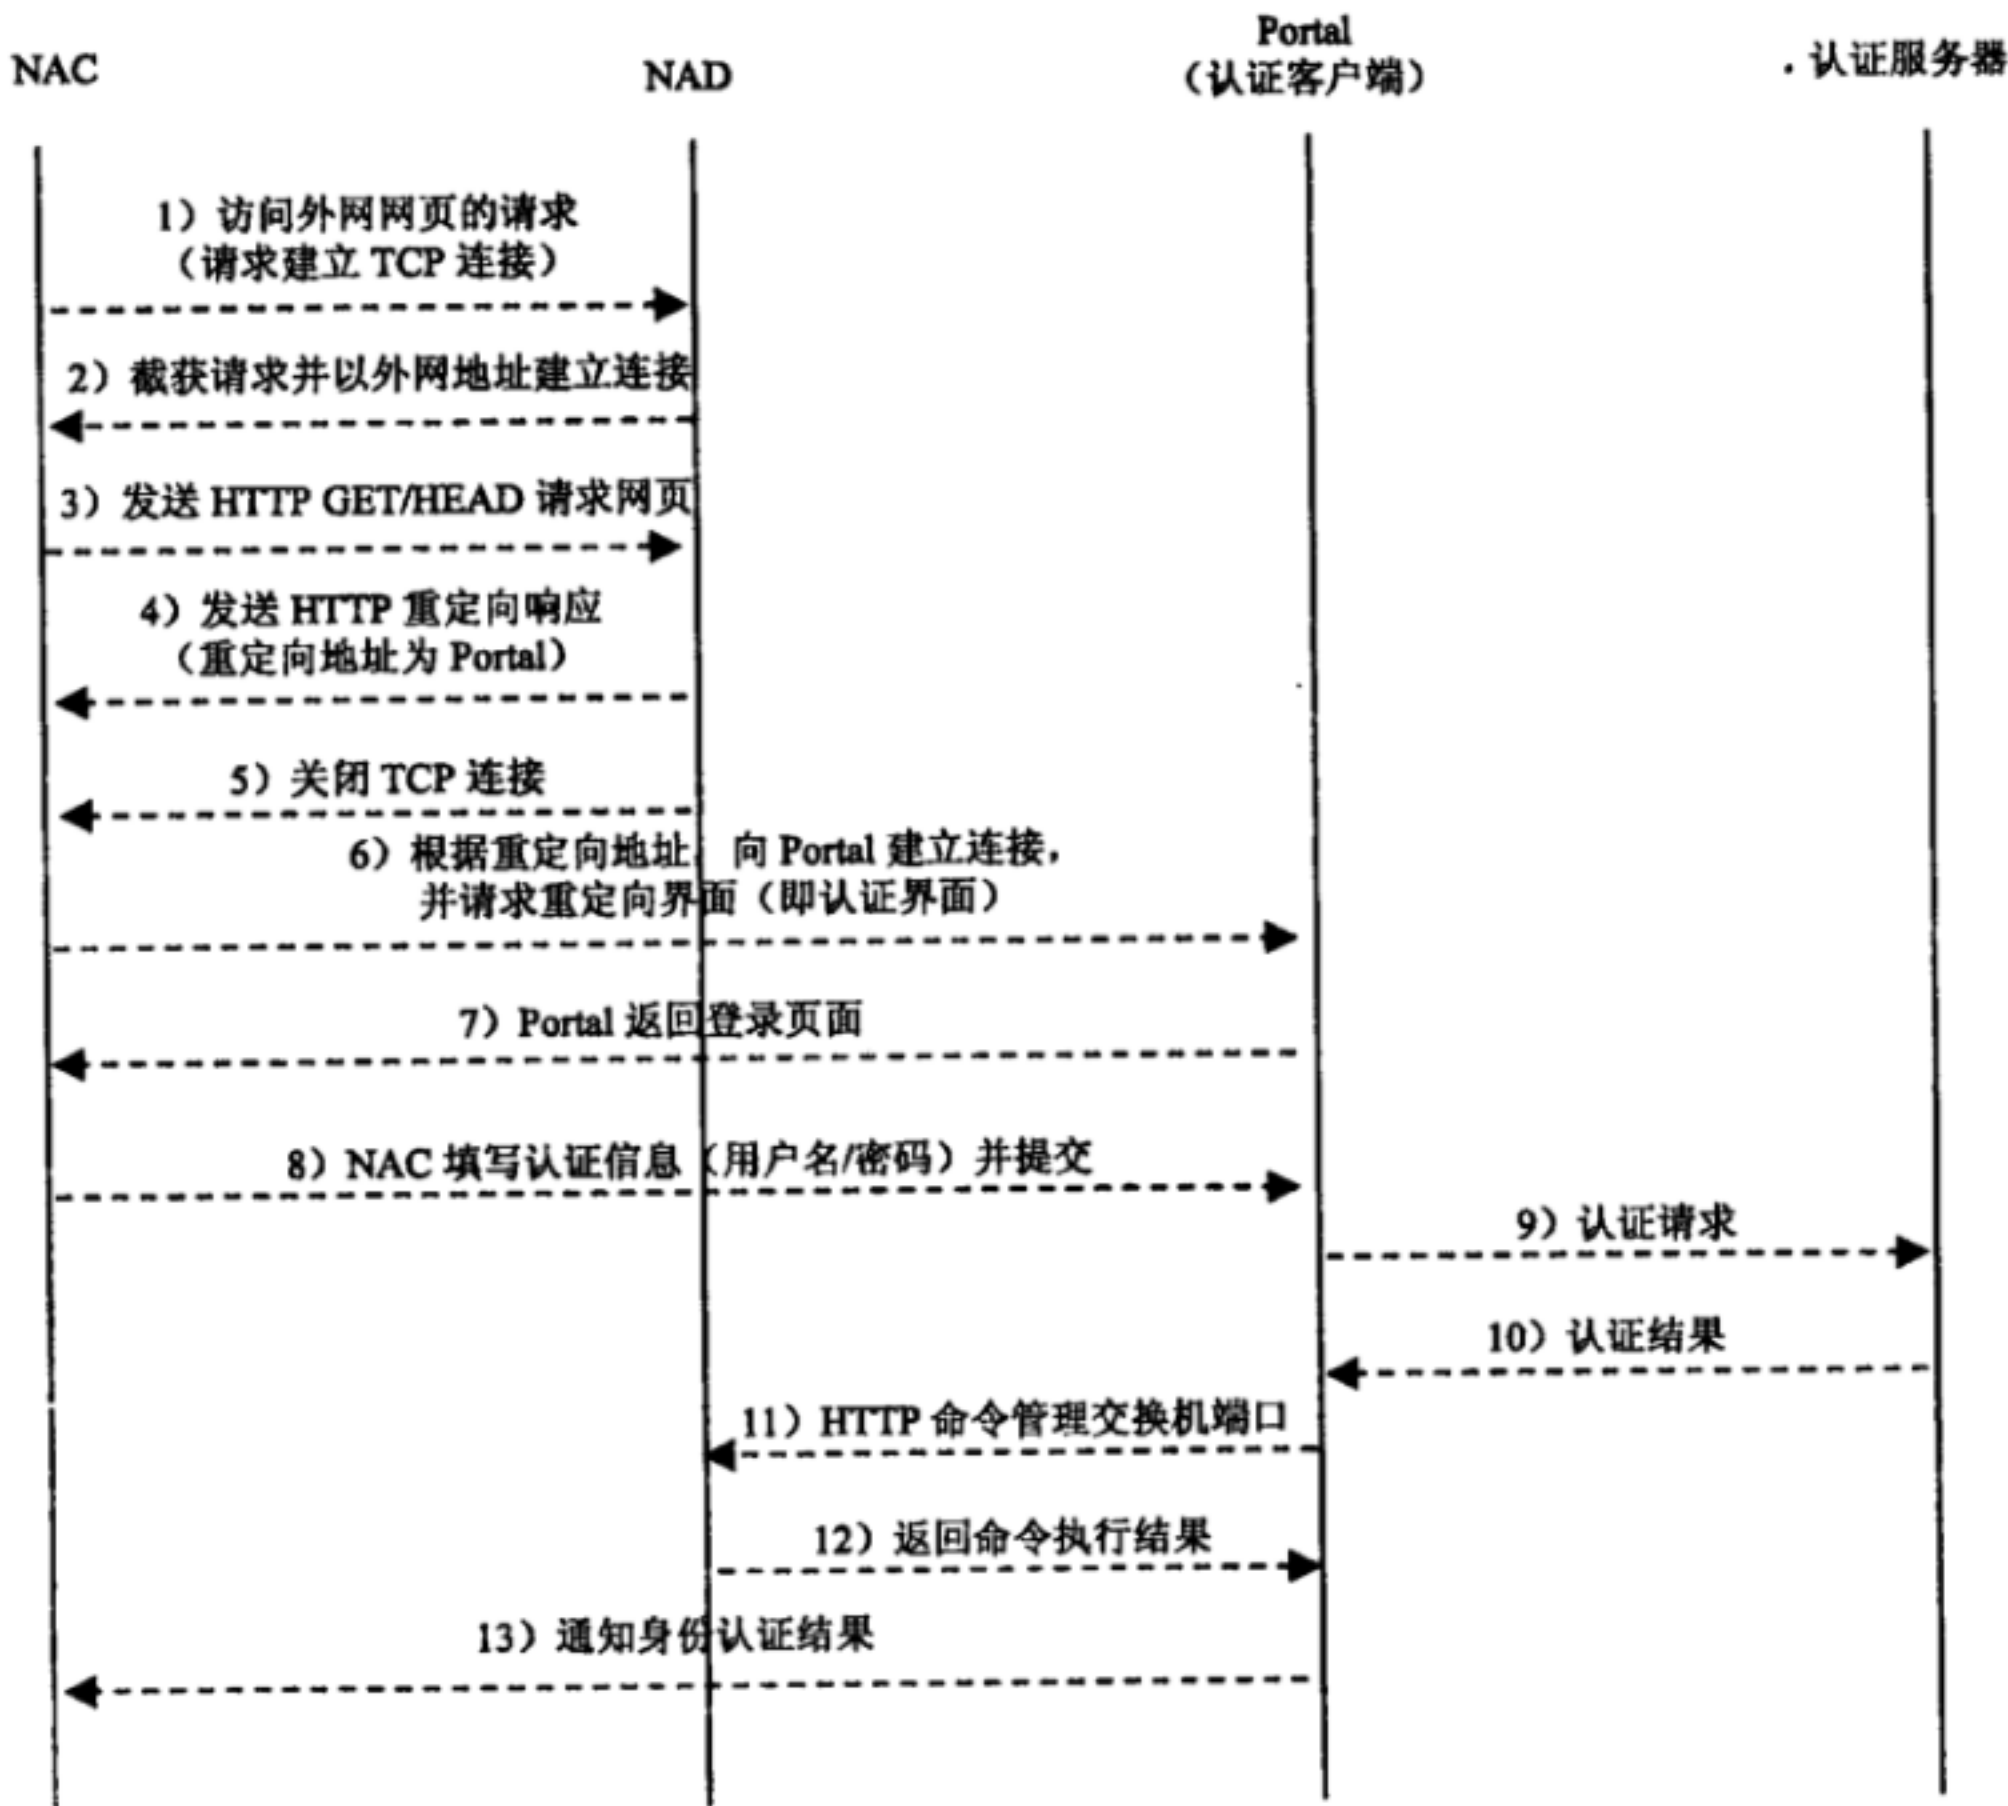 NAC
NAD
Portal
（认证客户端）
认证服务器
1）访问外网网页的请求
（请求建立 TCP 连接）
2）截获请求并以外网地址建立连接
3）发送 HTTP GET/HEAD 请求网页
4）发送 HTTP 重定向响应
（重定向地址为 Portal）
5）关闭 TCP 连接
6）根据重定向地址，向 Portal 建立连接，
并请求重定向界面（即认证界面）
7）Portal 返回登录页面
8）NAC 填写认证信息（用户名/密码）并提交
9）认证请求
10）认证结果
11）HTTP 命令管理交换机端口
12）返回命令执行结果
13）通知身份认证结果